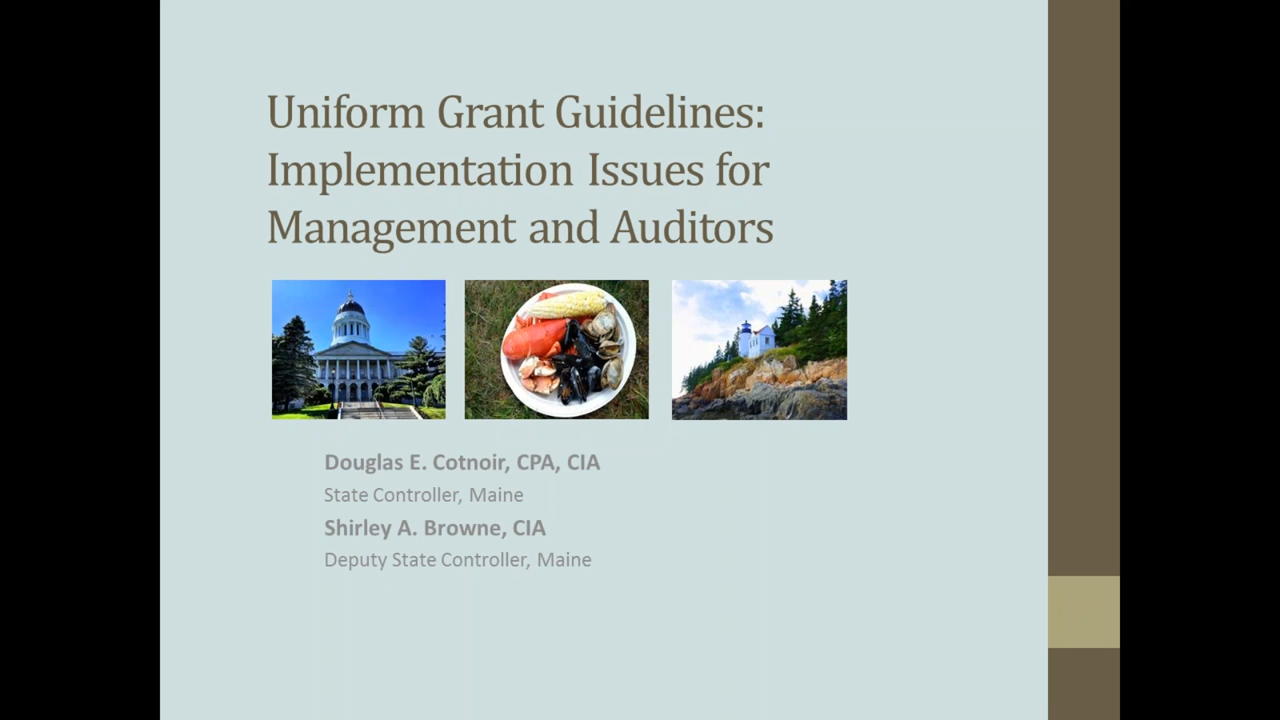 Uniform Grant Guidelines:
Implementation Issues for
Management and Auditors
Douglas E. Cotnoir, CPA, CIA
State Controller, Maine
Shirley A. Browne, CIA
Deputy State Controller, Maine